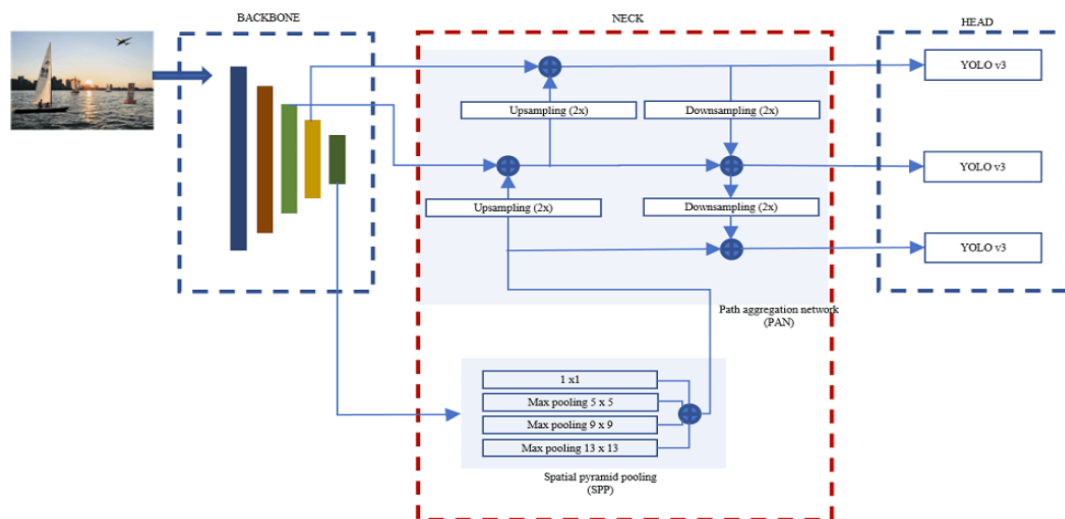 BACKBONE
NECK
HEAD
YOLO v3
Upsampling (2x)
Downsampling (2x)
YOLO v3
Upsampling (2x)
Downsampling (2x)
YOLO v3
Path aggregation network
(PAN)
1 x1
Max pooling 5 x 5
Max pooling 9 x 9
Max pooling 13 x 13
Spatial pyramid pooling
(SPP)